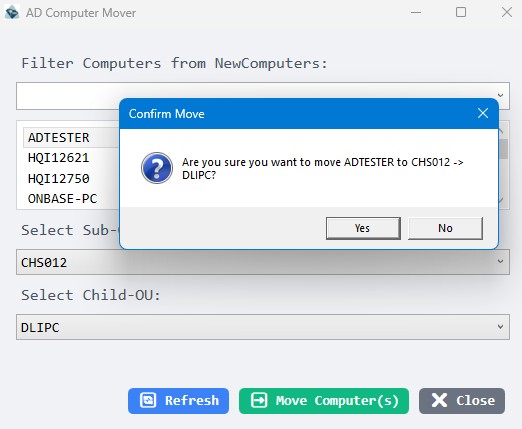 AD Computer Mover
Filter Computers from NewComputers:
ADTESTER
HQI12621
HQI12750
ONBASE-PC
Confirm Move
Are you sure you want to move ADTESTER to CHS012 ->
DLIPC?
Yes No
Select Sub-
CHS012
Select Child-OU:
DLIPC
Refresh Move Computer(s) Close